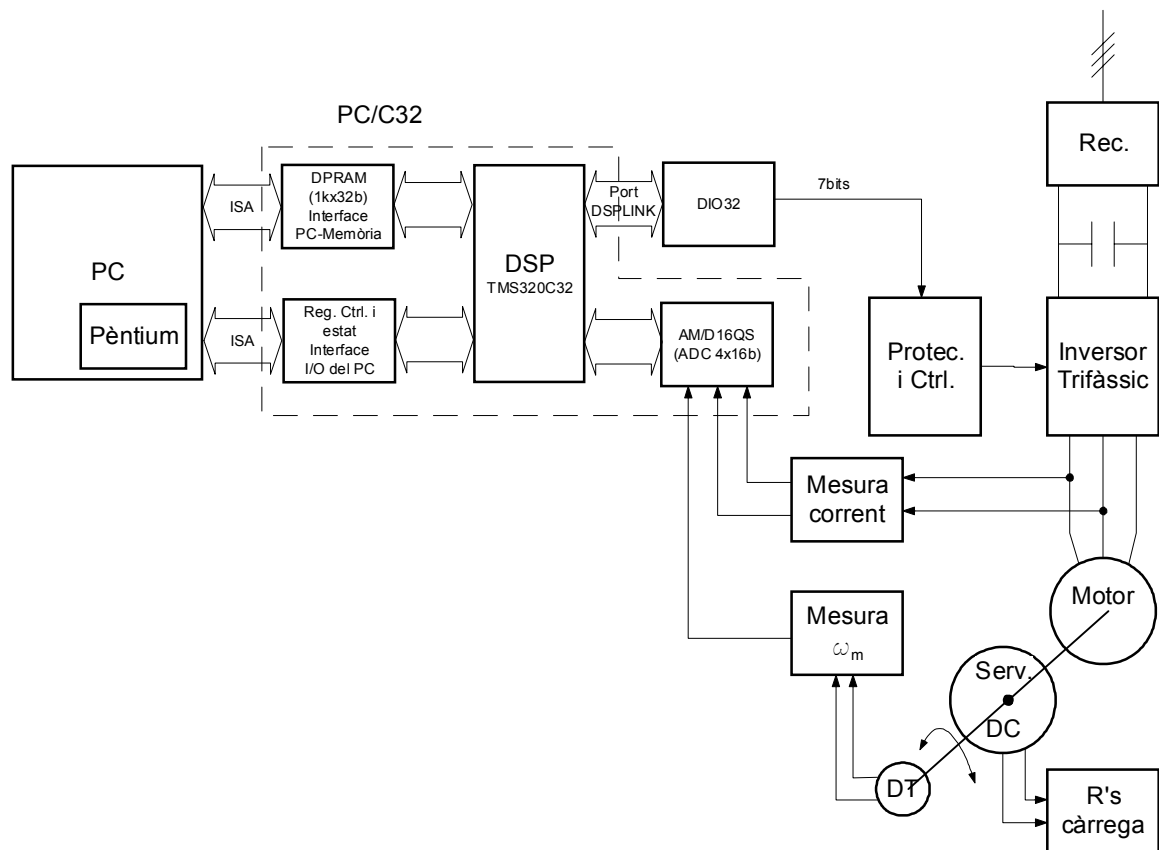 PC/C32
Rec.
PC
Pèntium
ISA
DPRAM
(1kx32b)
Interface
PC-Memòria
ISA
Reg. Ctrl. i
estat
Interface
I/O del PC
DSP
TMS320C32
Port
DSPLINK
DIO32
7bits
AM/D16QS
(ADC 4x16b)
Protec.
i Ctrl.
Inversor
Trifàssic
Mesura
corrent
Motor
Mesura
ωm
Serv.
DC
DT
R's
càrrega